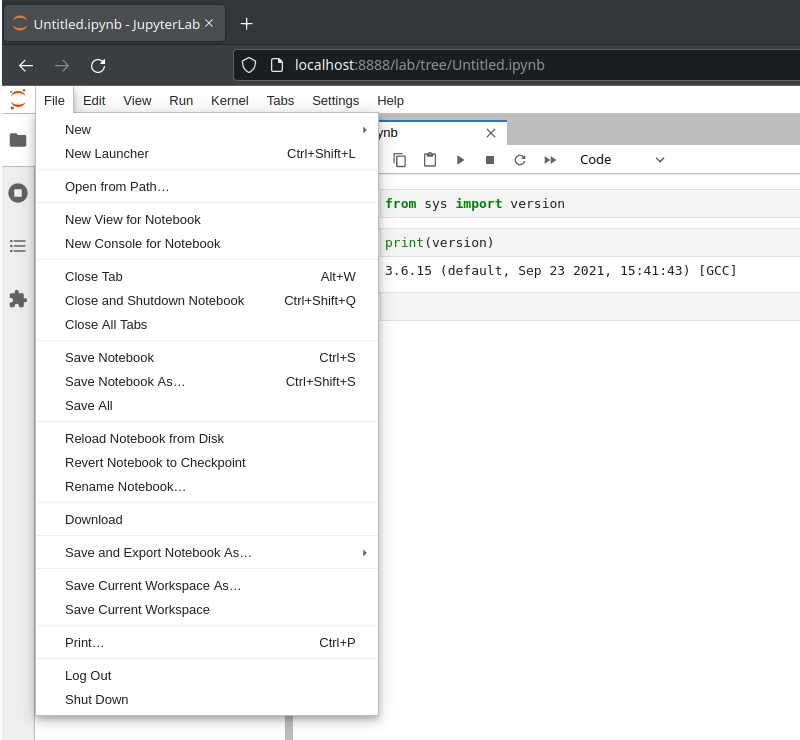 Untitled.ipynb - JupyterLab
localhost:8888/lab/tree/Untitled.ipynb
File Edit View Run Kernel Tabs Settings Help
New
New Launcher Ctrl+Shift+L
Open from Path…
New View for Notebook
New Console for Notebook
Close Tab Alt+W
Close and Shutdown Notebook Ctrl+Shift+Q
Close All Tabs
Save Notebook Ctrl+S
Save Notebook As… Ctrl+Shift+S
Save All
Reload Notebook from Disk
Revert Notebook to Checkpoint
Rename Notebook…
Download
Save and Export Notebook As…
Save Current Workspace As…
Save Current Workspace
Print… Ctrl+P
Log Out
Shut Down
ynb
Code
from sys import version
print(version)
3.6.15 (default, Sep 23 2021, 15:41:43) [GCC]